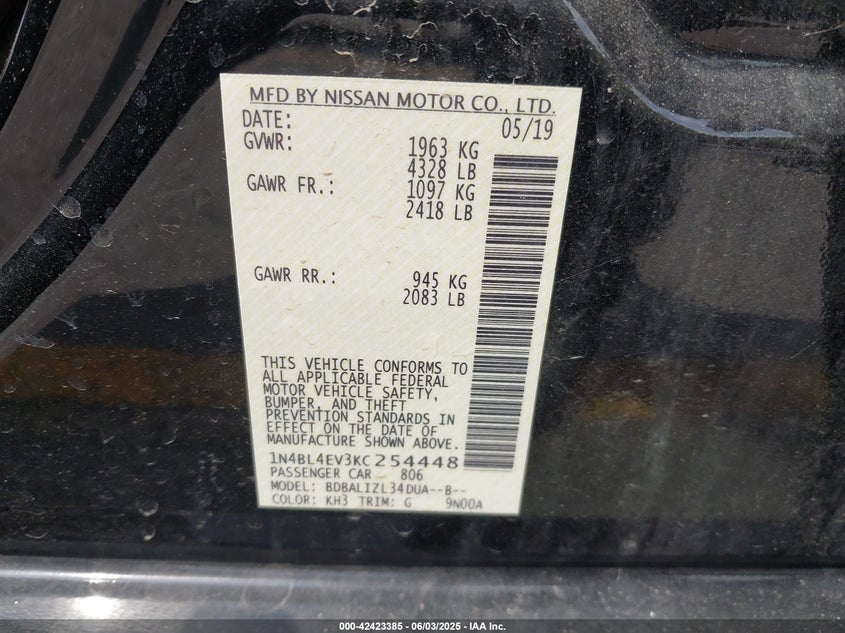 MFD BY NISSAN MOTOR CO., LTD.
DATE: 05/19
GVWR: 1963 KG
4328 LB
GAWR FR.: 1097 KG
2418 LB
GAWR RR.: 945 KG
2083 LB
THIS VEHICLE CONFORMS TO
ALL APPLICABLE FEDERAL
MOTOR VEHICLE SAFETY,
BUMPER, AND THEFT
PREVENTION STANDARDS IN
EFFECT ON THE DATE OF
MANUFACTURE SHOWN ABOVE.
1N4BL4EV3KC254448
PASSENGER CAR 806
MODEL: BDBALIZL34DUA--B--
COLOR: KH3 TRIM: G 9N00A
000-42423385 - 06/03/2025 - IAA Inc.